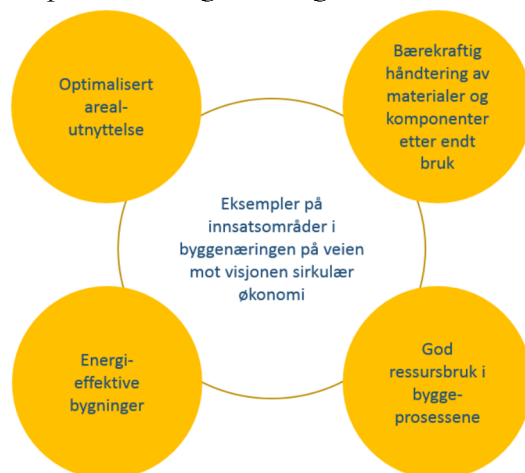 Optimalisert
areal-
utnyttelse
Bærekraftig
håndtering av
materialer og
komponenter
etter endt
bruk
Eksempler på
innsatsområder i
byggenæringen på veien
mot visjonen sirkulær
økonomi
Energi-
effektive
bygninger
God
ressursbruk i
bygge-
prosessene